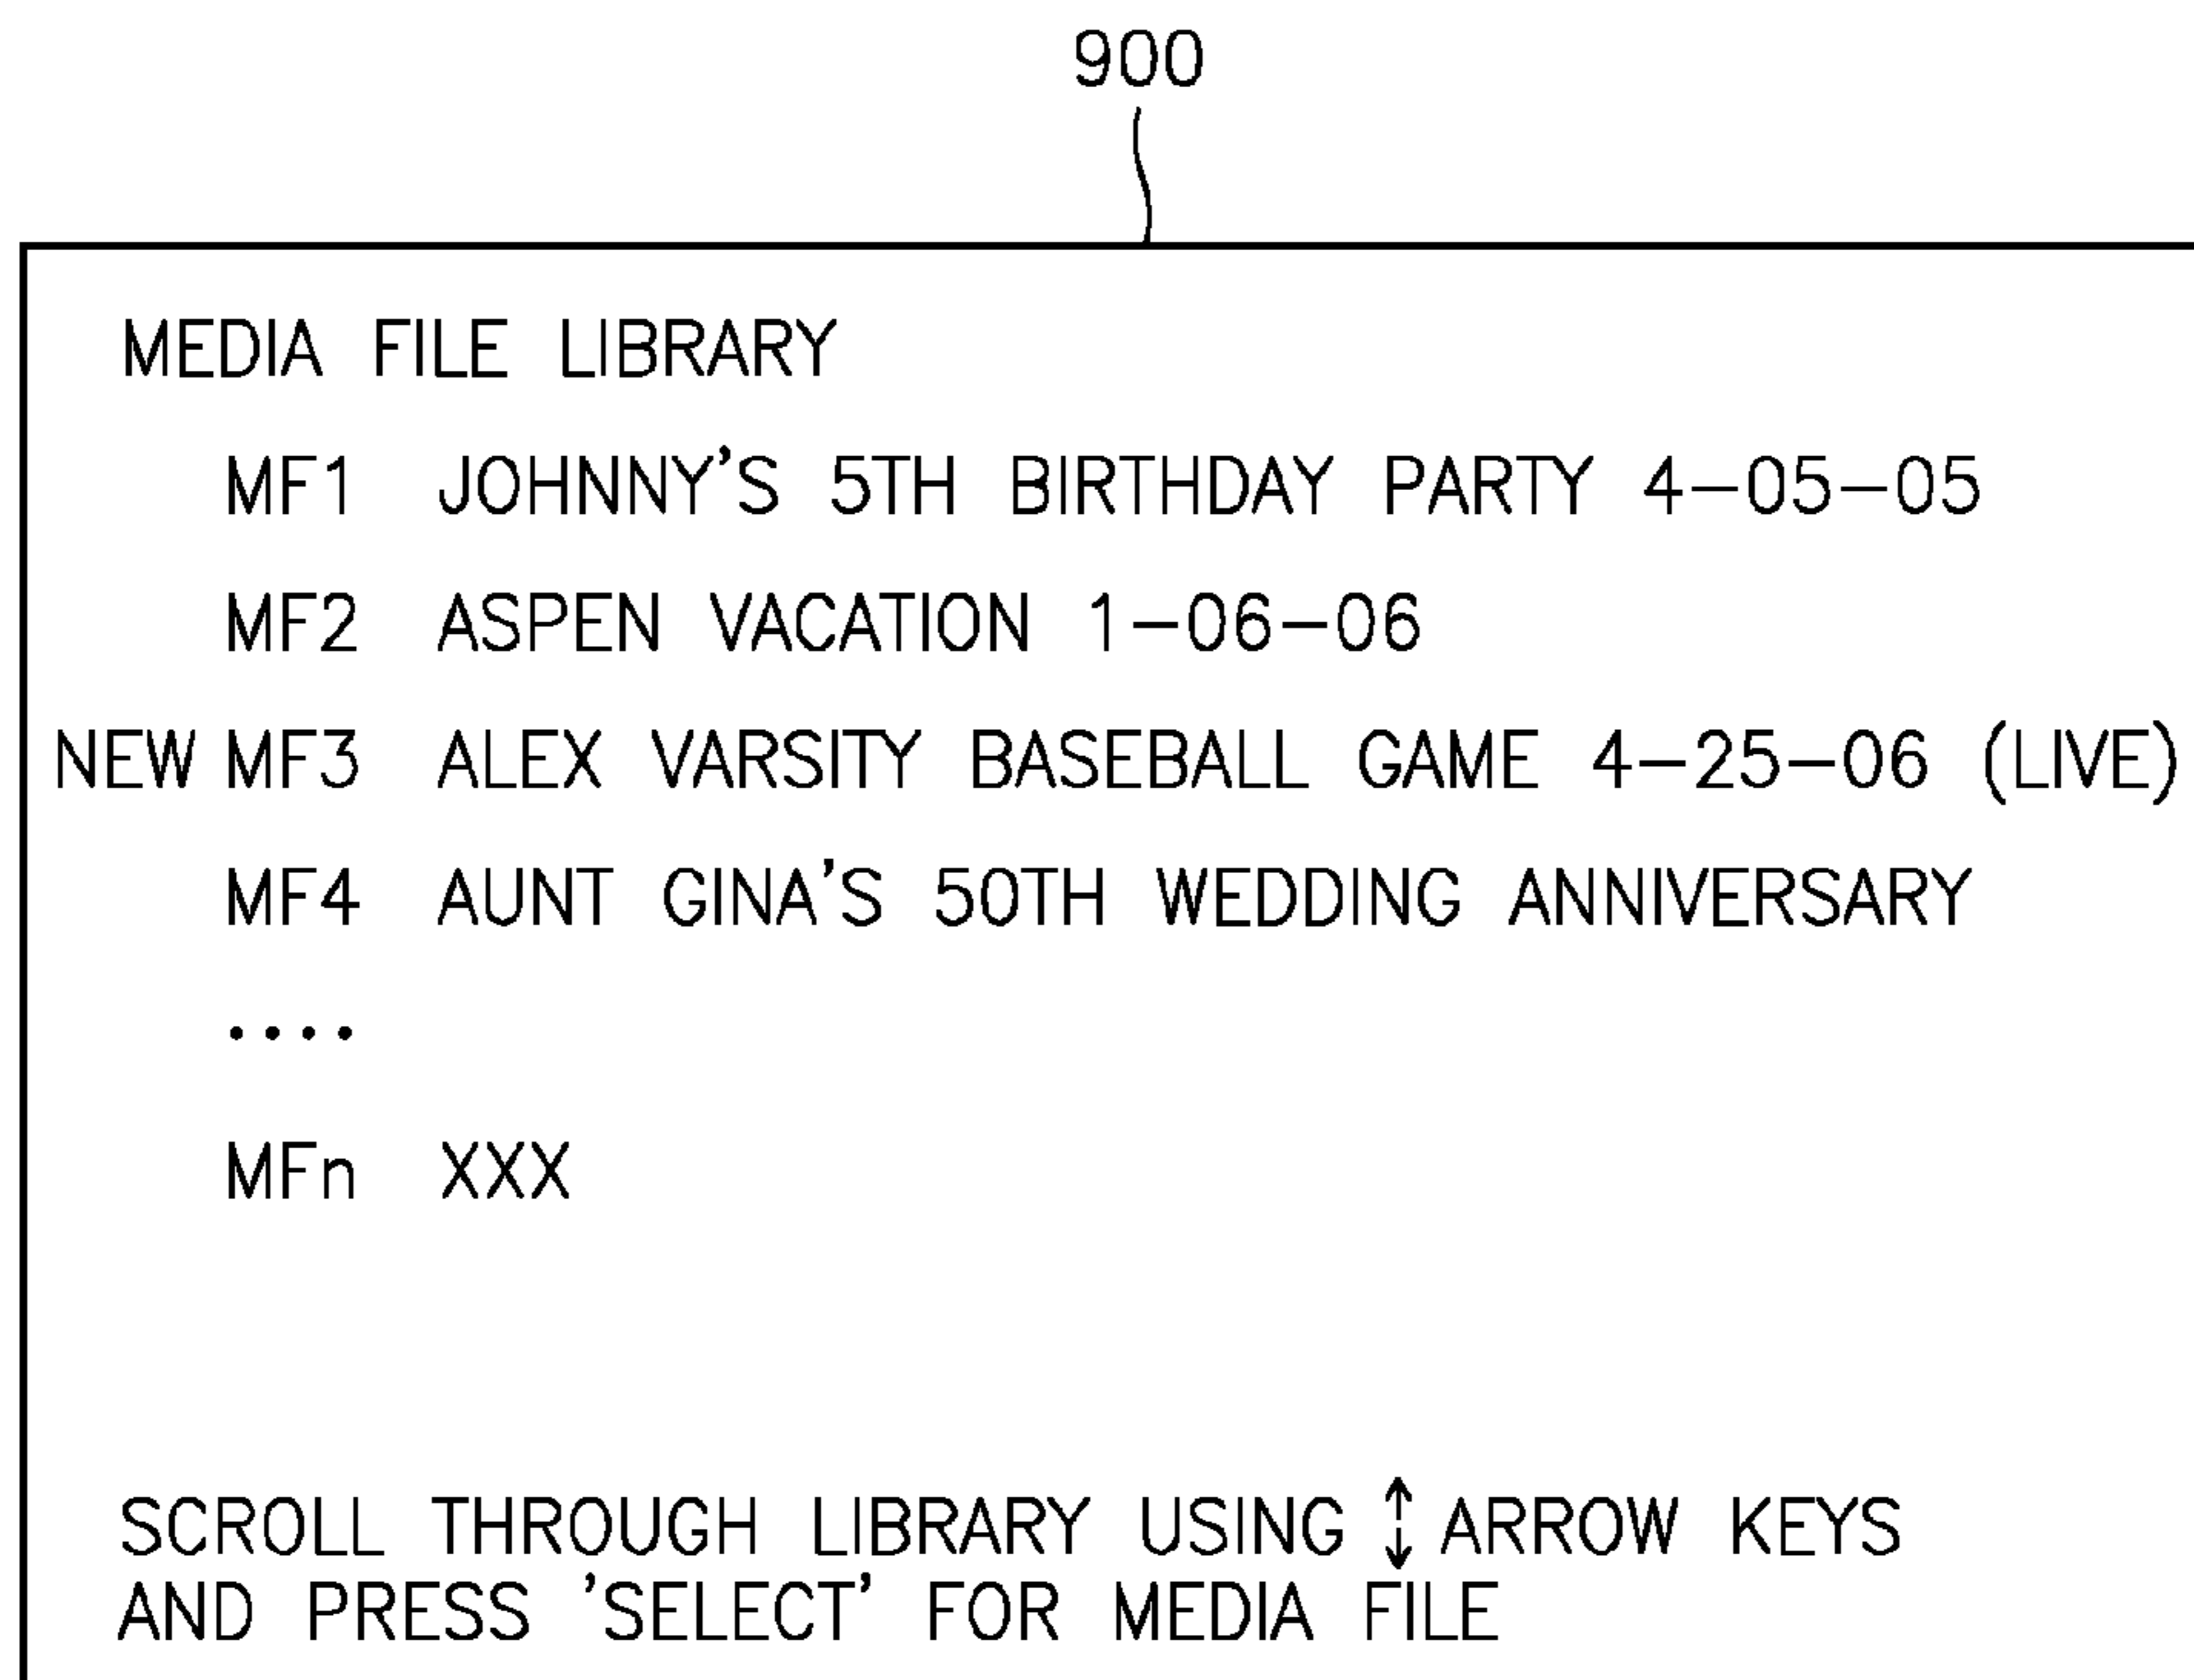 900
MEDIA FILE LIBRARY
MF1 JOHNNY'S 5TH BIRTHDAY PARTY 4-05-05
MF2 ASPEN VACATION 1-06-06
NEW MF3 ALEX VARSITY BASEBALL GAME 4-25-06 (LIVE)
MF4 AUNT GINA'S 50TH WEDDING ANNIVERSARY
....
MFn XXX
SCROLL THROUGH LIBRARY USING ↕ ARROW KEYS
AND PRESS 'SELECT' FOR MEDIA FILE